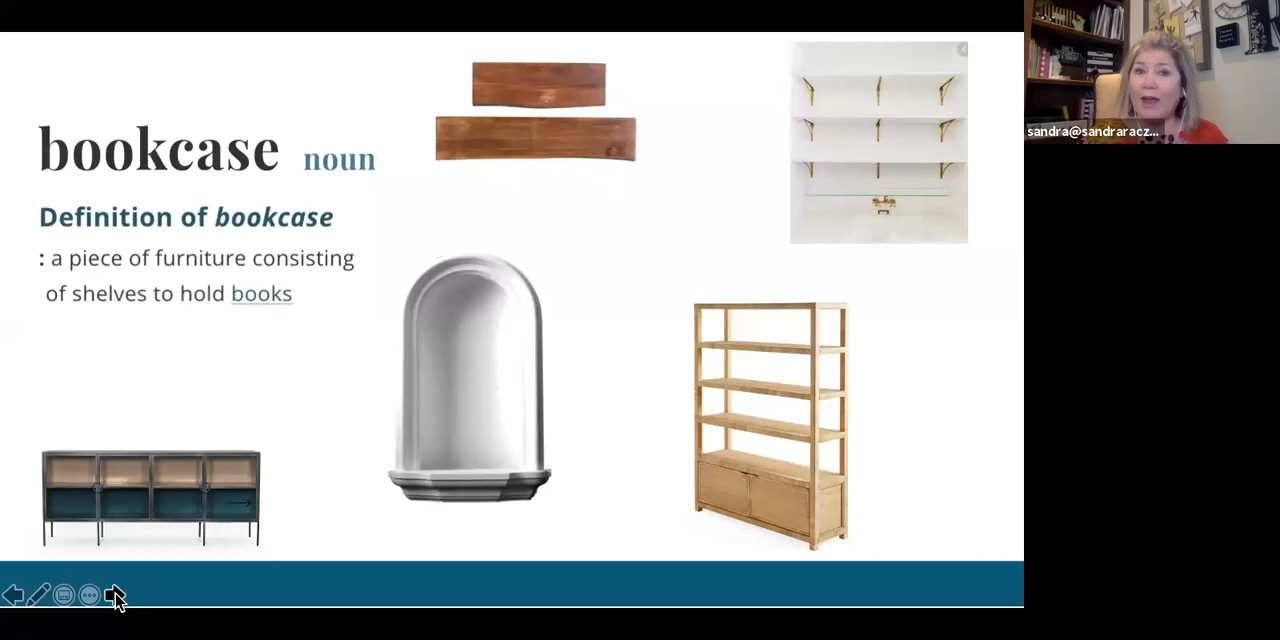 bookcase noun
Definition of bookcase
: a piece of furniture consisting
of shelves to hold books
sandra@sandraracz...